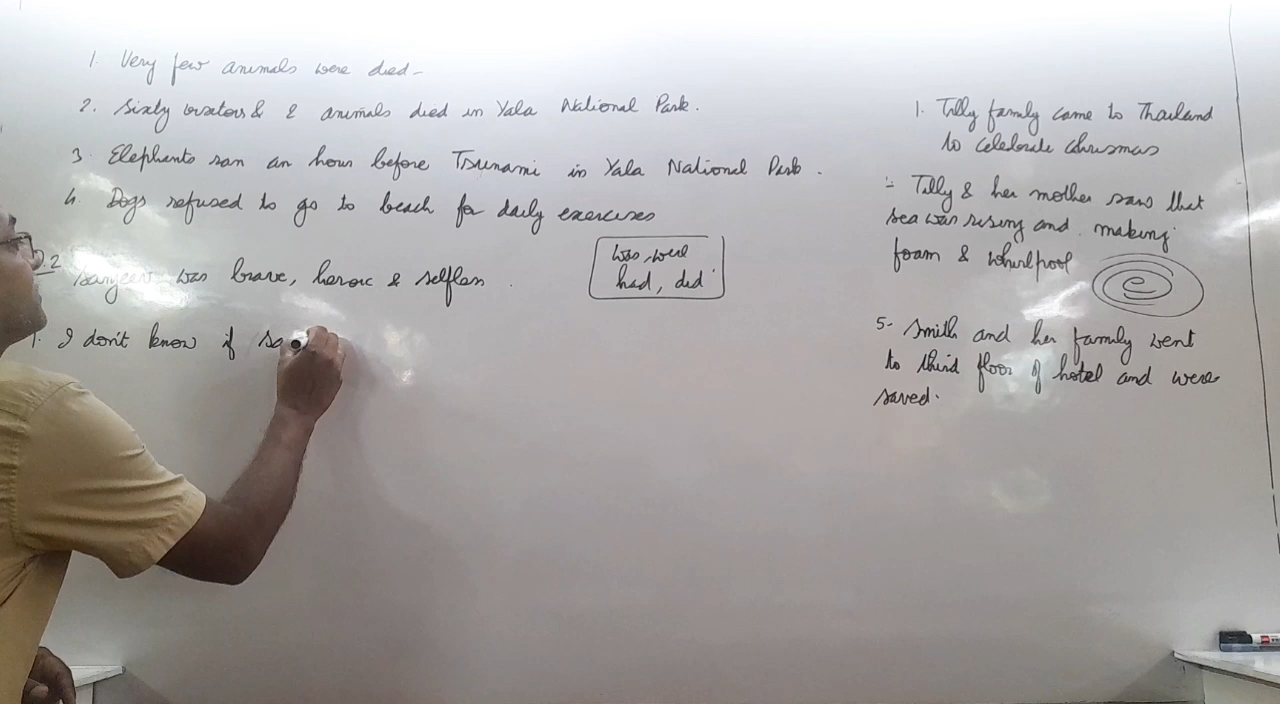 1. Very few animals were died-
2. Sixty visitors & 2 animals died in Yala National Park.
3. Elephants ran an hour before Tsunami in Yala National Park.
4. Dogs refused to go to beach for daily exercises
2 Sanjeev was brave, heroic & selfless.
was, were
had, did
1. I don't know if sa
1. Tilly family came to Thailand
to celebrate chrismas
Tilly & her mother saw that
sea was rising and making
foam & whirlpool
5- Smith and her family went
to third floor of hotel and were
saved.